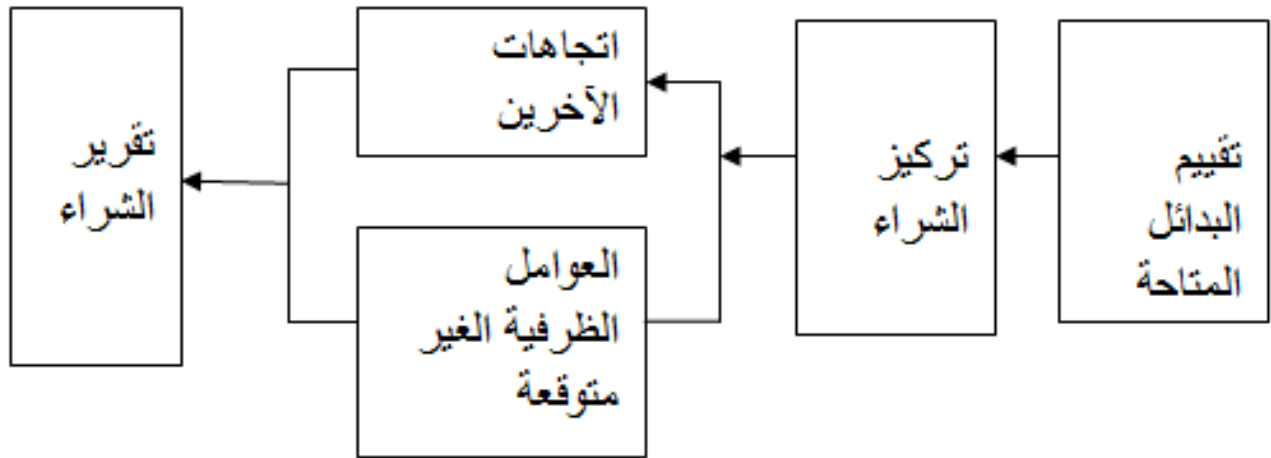 تقييم
البدائل
المتاحة
تركيز
الشراء
اتجاهات
الآخرين
العوامل
الظرفية الغير
متوقعة
تقرير
الشراء